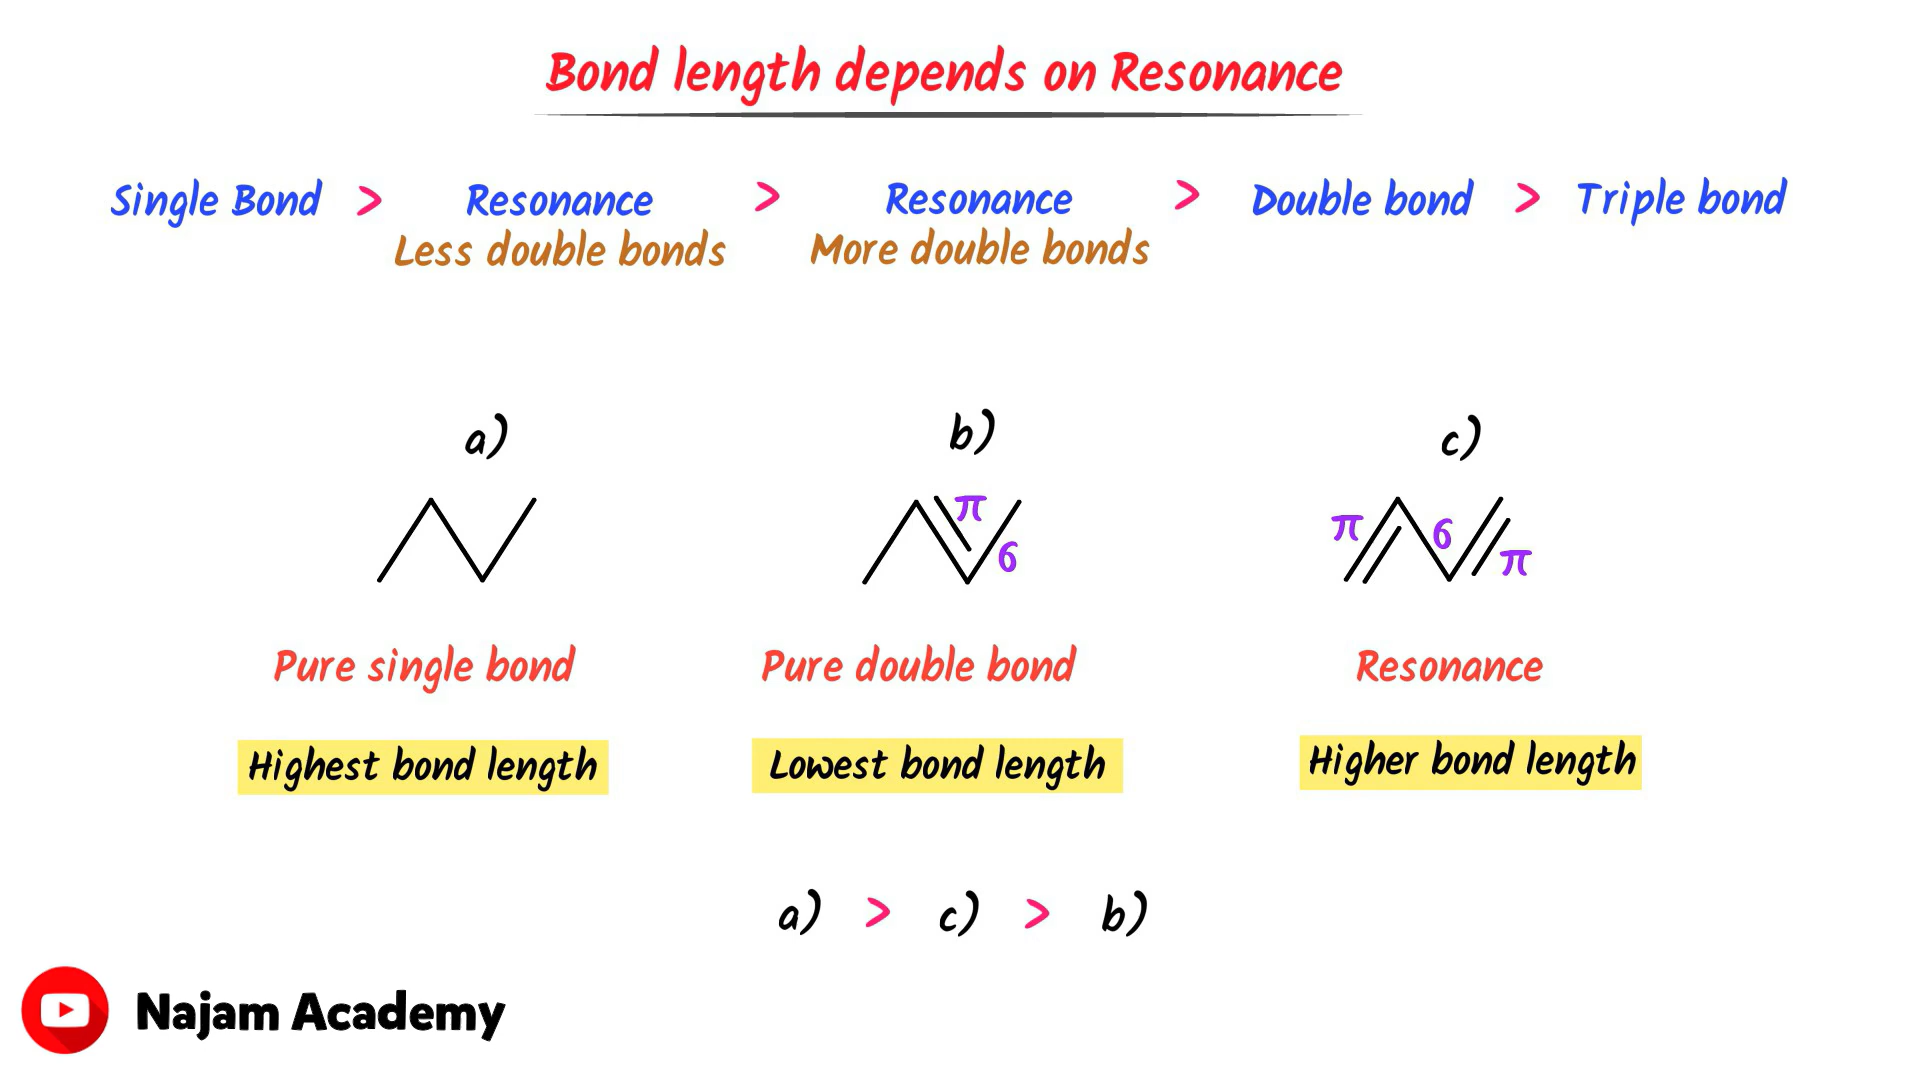 Bond length depends on Resonance
Single Bond > Resonance > Resonance > Double bond > Triple bond
Less double bonds More double bonds
a) b) c)
π 6 π 6 π
Pure single bond Pure double bond Resonance
Highest bond length Lowest bond length Higher bond length
a) > c) > b)
Najam Academy